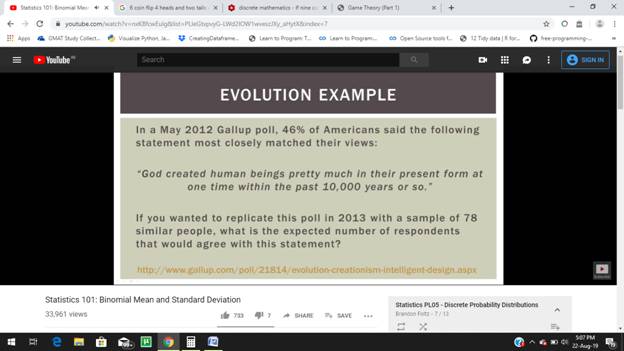 Statistics 101: Binomial Mean
6 coin flip 4 heads and two tails
discrete mathematics - If nine co
Game Theory (Part 1)
youtube.com/watch?v=
&index=7
Apps GMAT Study Collect... Visualize Python, Ja... CreatingDataframe... Learn to Program: T... Learn to Program:... Open Source tools f... 12 Tidy data | R for... free-programming-...
YouTube
Search
SIGN IN
EVOLUTION EXAMPLE
In a May 2012 Gallup poll, 46% of Americans said the following
statement most closely matched their views:
"God created human beings pretty much in their present form at
one time within the past 10,000 years or so."
If you wanted to replicate this poll in 2013 with a sample of 78
similar people, what is the expected number of respondents
that would agree with this statement?
http://www.gallup.com/poll/21814/evolution-creationism-intelligent-design.aspx
Statistics 101: Binomial Mean and Standard Deviation
33,961 views
733 7 SHARE SAVE
Statistics PL05 - Discrete Probability Distributions
Brandon Foltz - 7 / 13
99+
5:07 PM
22-Aug-19